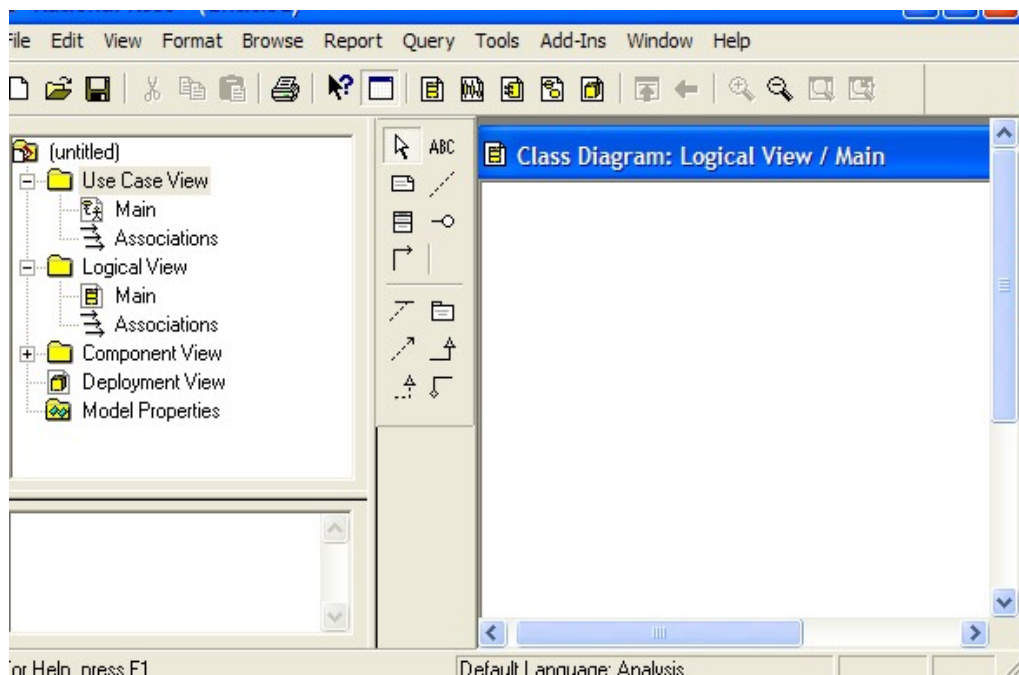 File Edit View Format Browse Report Query Tools Add-Ins Window Help
(untitled)
Use Case View
Main
Associations
Logical View
Main
Associations
Component View
Deployment View
Model Properties
ABC
Class Diagram: Logical View / Main
For Help, press F1
Default Language: Analysis